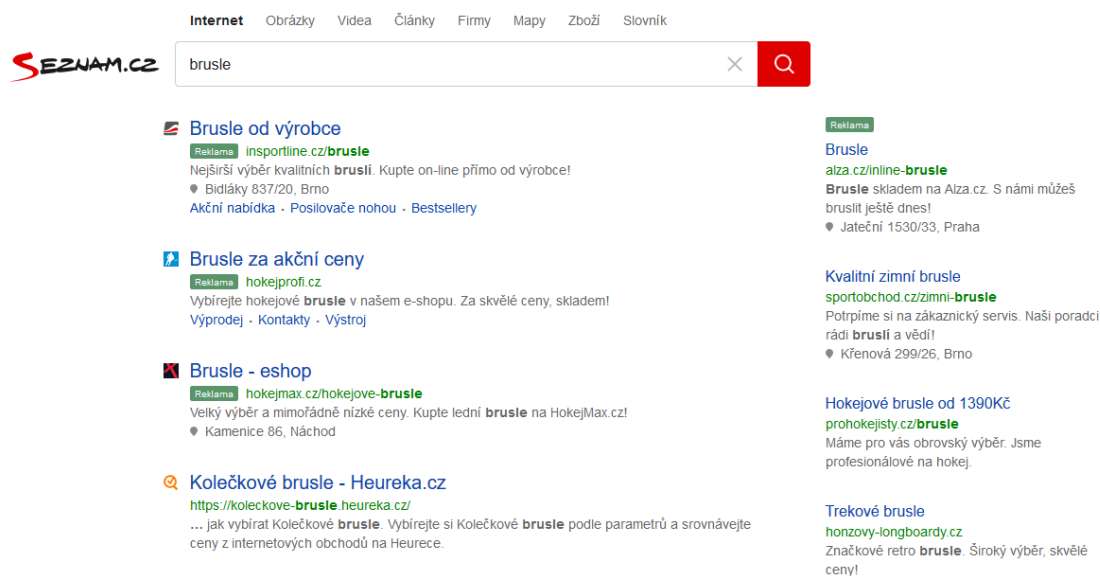 Internet Obrázky Videa Články Firmy Mapy Zboží Slovník
SEZNAM.CZ
brusle
Brusle od výrobce
Reklama insportline.cz/brusle
Nejširší výběr kvalitních bruslí. Kupte on-line přímo od výrobce!
Bidláky 837/20, Brno
Akční nabídka · Posilovače nohou · Bestsellery
Brusle za akční ceny
Reklama hokejprofi.cz
Vybírejte hokejové brusle v našem e-shopu. Za skvělé ceny, skladem!
Výprodej · Kontakty · Výstroj
Brusle - eshop
Reklama hokejmax.cz/hokejove-brusle
Velký výběr a mimořádně nízké ceny. Kupte lední brusle na HokejMax.cz!
Kamenice 86, Náchod
Kolečkové brusle - Heureka.cz
https://koleckove-brusle.heureka.cz/
... jak vybírat Kolečkové brusle. Vybírejte si Kolečkové brusle podle parametrů a srovnávejte
ceny z internetových obchodů na Heurece.
Reklama
Brusle
alza.cz/inline-brusle
Brusle skladem na Alza.cz. S námi můžeš
bruslit ještě dnes!
Jateční 1530/33, Praha
Kvalitní zimní brusle
sportobchod.cz/zimni-brusle
Potrpíme si na zákaznický servis. Naši poradci
rádi bruslí a vědí!
Křenová 299/26, Brno
Hokejové brusle od 1390Kč
prohokejisty.cz/brusle
Máme pro vás obrovský výběr. Jsme
profesionálové na hokej.
Trekové brusle
honzovy-longboardy.cz
Značkové retro brusle. Široký výběr, skvělé
ceny!